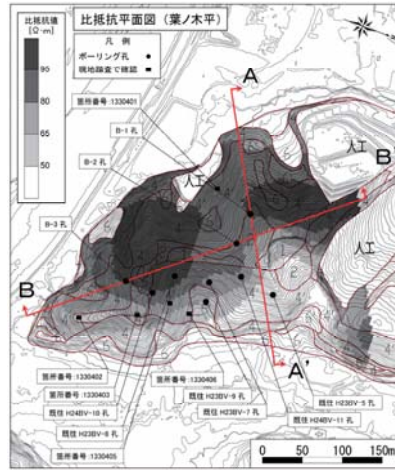 比抵抗値
[Ω-m]
95
80
65
50
比抵抗平面図（葉ノ木平）
凡 例
ボーリング孔
現地踏査で確認
箇所番号:1330401
B-1 孔
B-2 孔
B-3 孔
A
人工
人工
B
人工
B
A'
箇所番号:1330402
箇所番号:1330403
既往 H24BV-10 孔
既往 H23BV-8 孔
箇所番号:1330405
箇所番号:1330406
既往 H23BV-9 孔
既往 H23BV-7 孔
既往 H23BV-5 孔
既往 H24BV-11 孔
0 50 100 150m